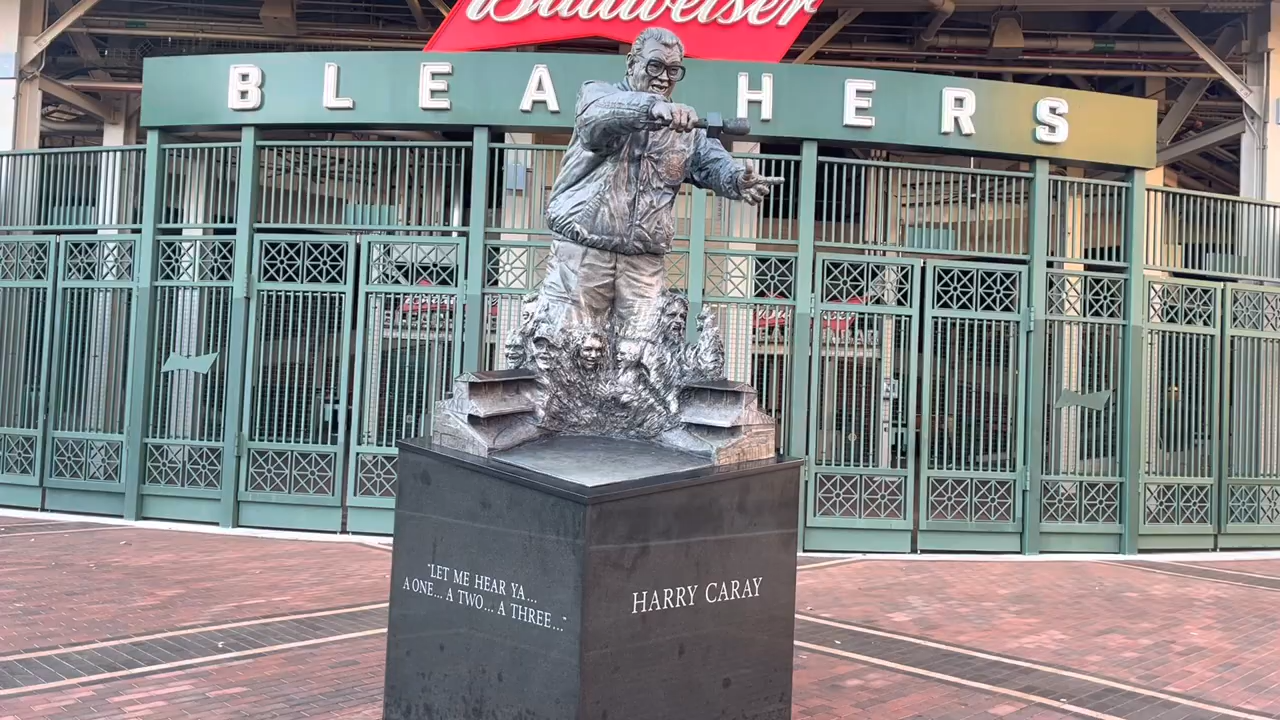 Budweiser
BLEACHERS
"LET ME HEAR YA...
A ONE... A TWO... A THREE..."
HARRY CARAY